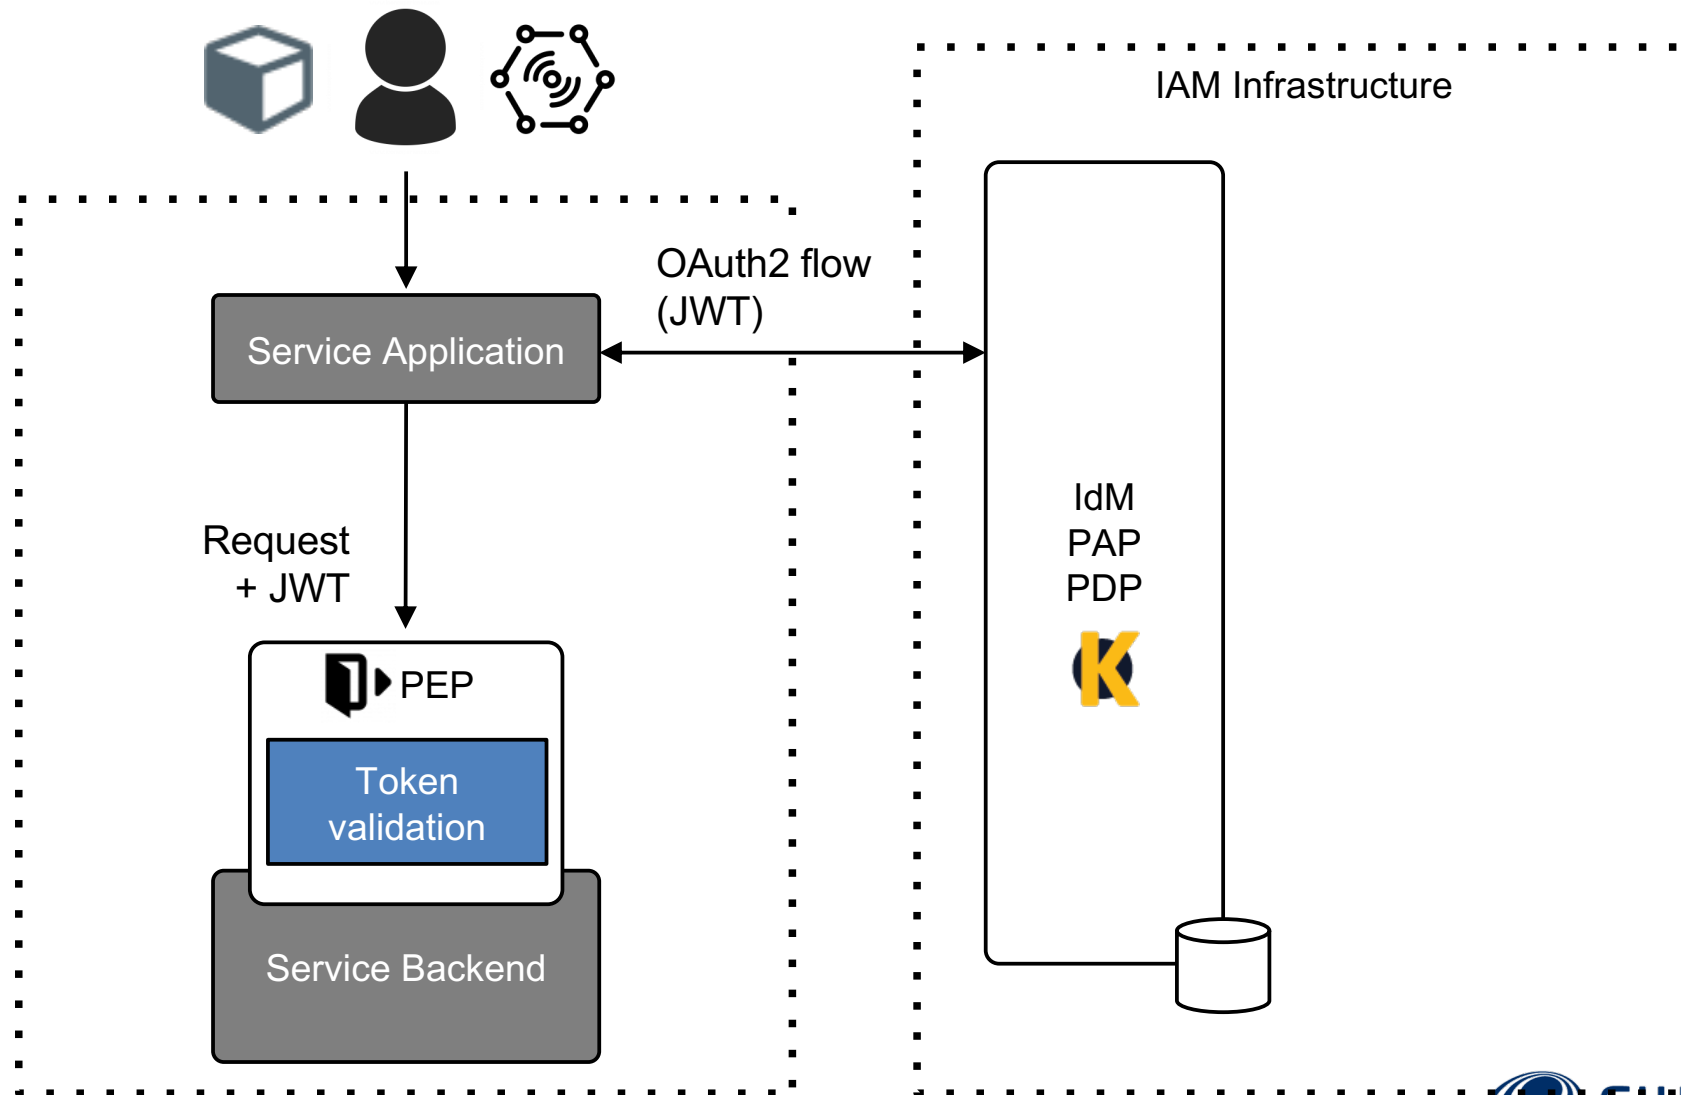 IAM Infrastructure
OAuth2 flow
(JWT)
Service Application
Request
+ JWT
IdM
PAP
PDP
PEP
Token
validation
Service Backend